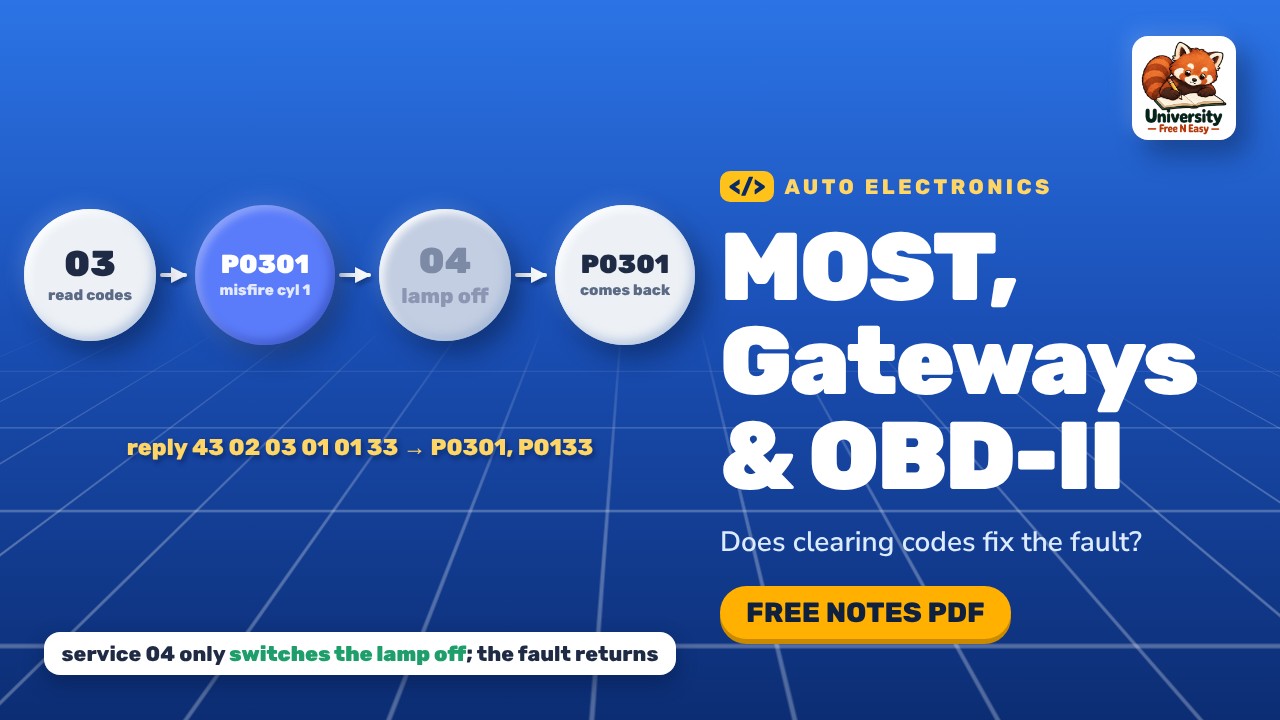 University
Free N Easy
</> AUTO ELECTRONICS
MOST,
Gateways
& OBD-II
Does clearing codes fix the fault?
FREE NOTES PDF
03
read codes
P0301
misfire cyl 1
04
lamp off
P0301
comes back
reply 43 02 03 01 01 33 → P0301, P0133
service 04 only switches the lamp off; the fault returns